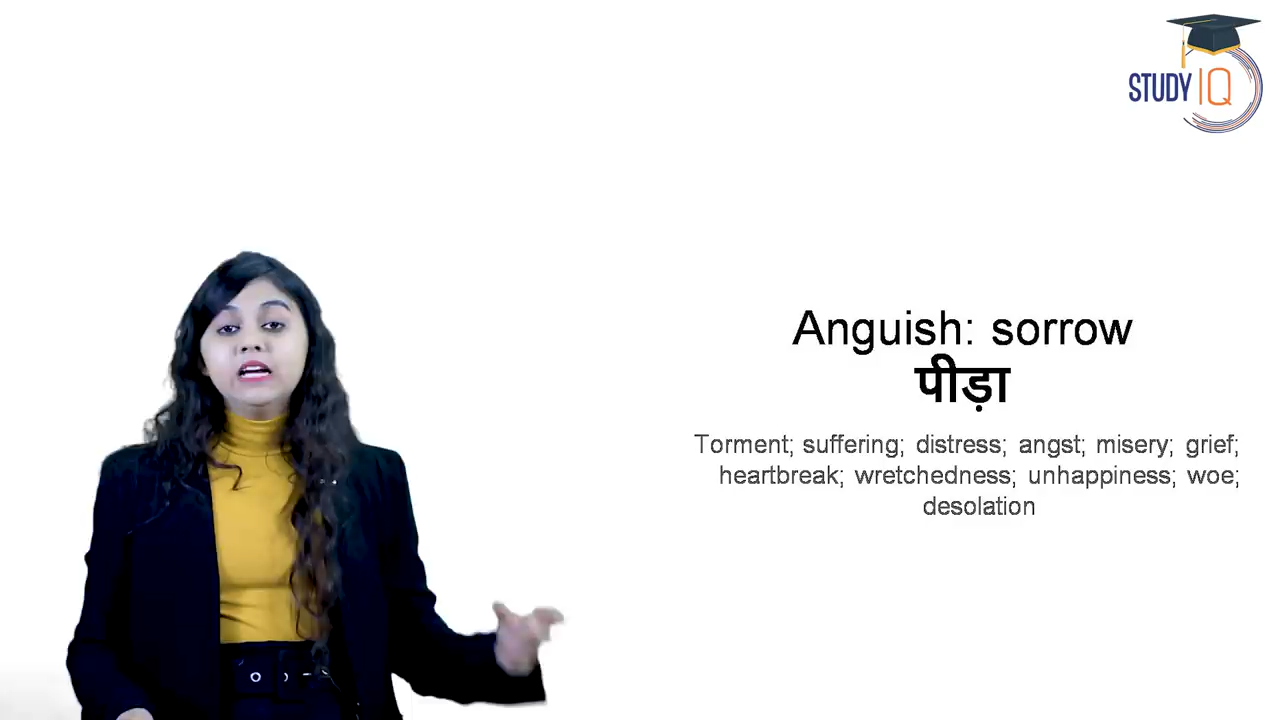 STUDY IQ
Anguish: sorrow
पीड़ा
Torment; suffering; distress; angst; misery; grief;
heartbreak; wretchedness; unhappiness; woe;
desolation